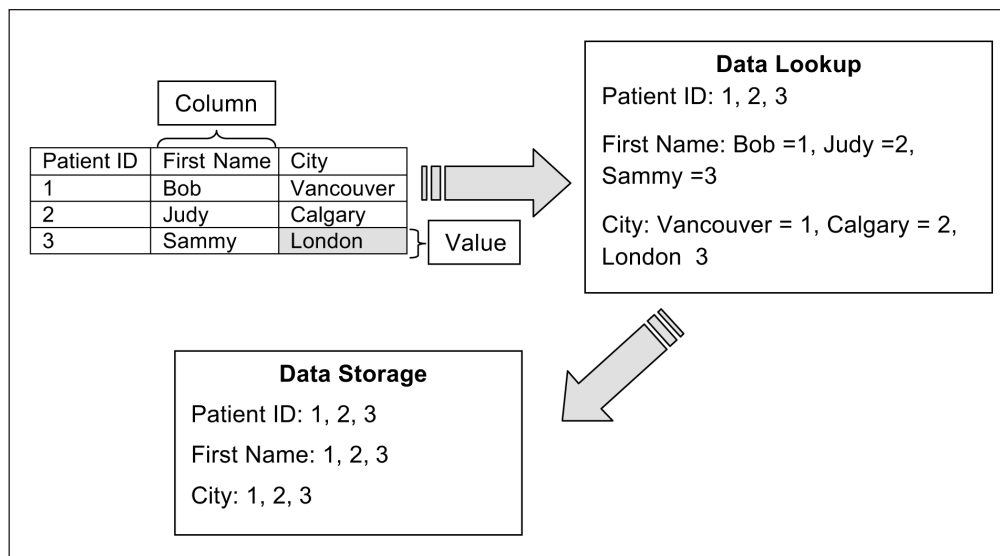 Column
Patient ID First Name City
1 Bob Vancouver
2 Judy Calgary
3 Sammy London
Value
Data Lookup
Patient ID: 1, 2, 3
First Name: Bob =1, Judy =2,
Sammy =3
City: Vancouver = 1, Calgary = 2,
London 3
Data Storage
Patient ID: 1, 2, 3
First Name: 1, 2, 3
City: 1, 2, 3